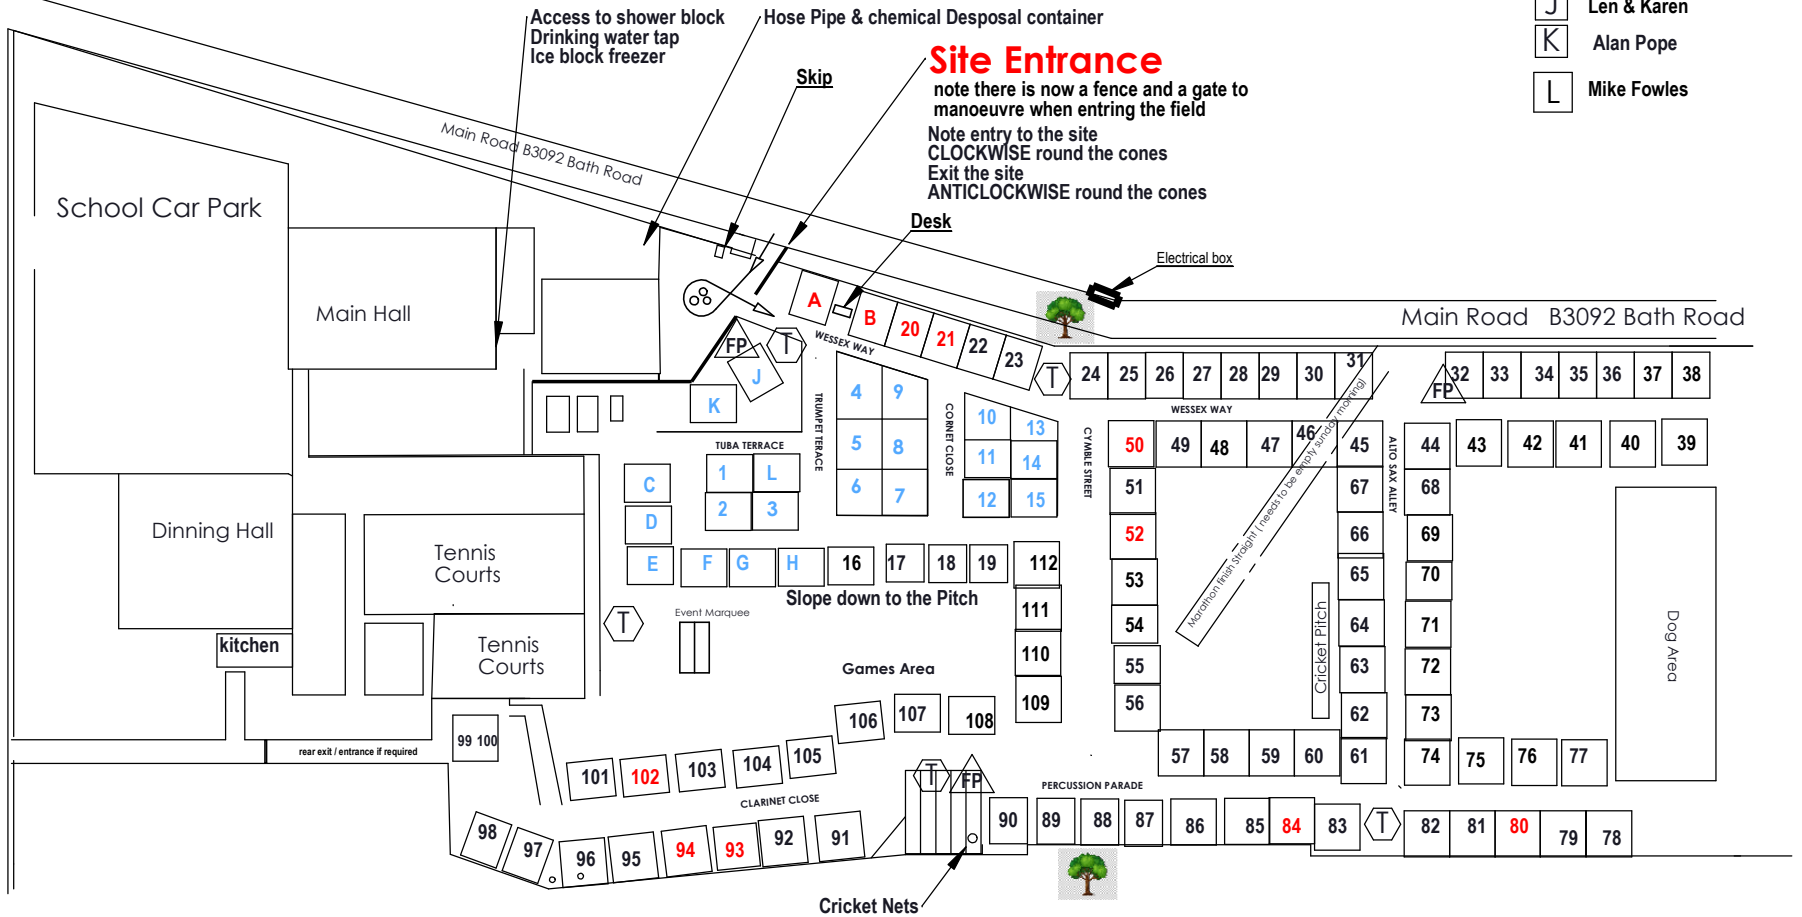 Access to shower block
Drinking water tap
Ice block freezer
Hose Pipe & chemical Desposal container
J
Len & Karen
K
Alan Pope
L
Mike Fowles
Site Entrance
note there is now a fence and a gate to
manoeuvre when entring the field
Note entry to the site
CLOCKWISE round the cones
Exit the site
ANTICLOCKWISE round the cones
Skip
Main Road B3092 Bath Road
School Car Park
Desk
Electrical box
Main Hall
Main Road B3092 Bath Road
A
B
20
21
22
23
WESSEX WAY
T
FP
J
K
T
24
25
26
27
28
29
30
31
FP
32
33
34
35
36
37
38
WESSEX WAY
TUBA TERRACE
TRUMPET TERRACE
4
9
5
8
6
7
CORNET CLOSE
10
13
11
14
12
15
CYMBLE STREET
50
49
48
47
46
45
ALTO SAX ALLEY
44
43
42
41
40
39
C
D
E
1
L
2
3
51
52
53
54
55
56
67
66
65
64
63
62
61
68
69
70
71
72
73
74
Marathon finish Straight ( needs to be empty sunday morning)
Cricket Pitch
Dog Area
Dinning Hall
Tennis
Courts
F
G
H
16
17
18
19
112
111
110
109
Slope down to the Pitch
T
Event Marquee
kitchen
Tennis
Courts
Games Area
106
107
108
99 100
rear exit / entrance if required
101
102
103
104
105
57
58
59
60
75
76
77
CLARINET CLOSE
T
FP
PERCUSSION PARADE
98
97
96
95
94
93
92
91
90
89
88
87
86
85
84
83
T
82
81
80
79
78
Cricket Nets